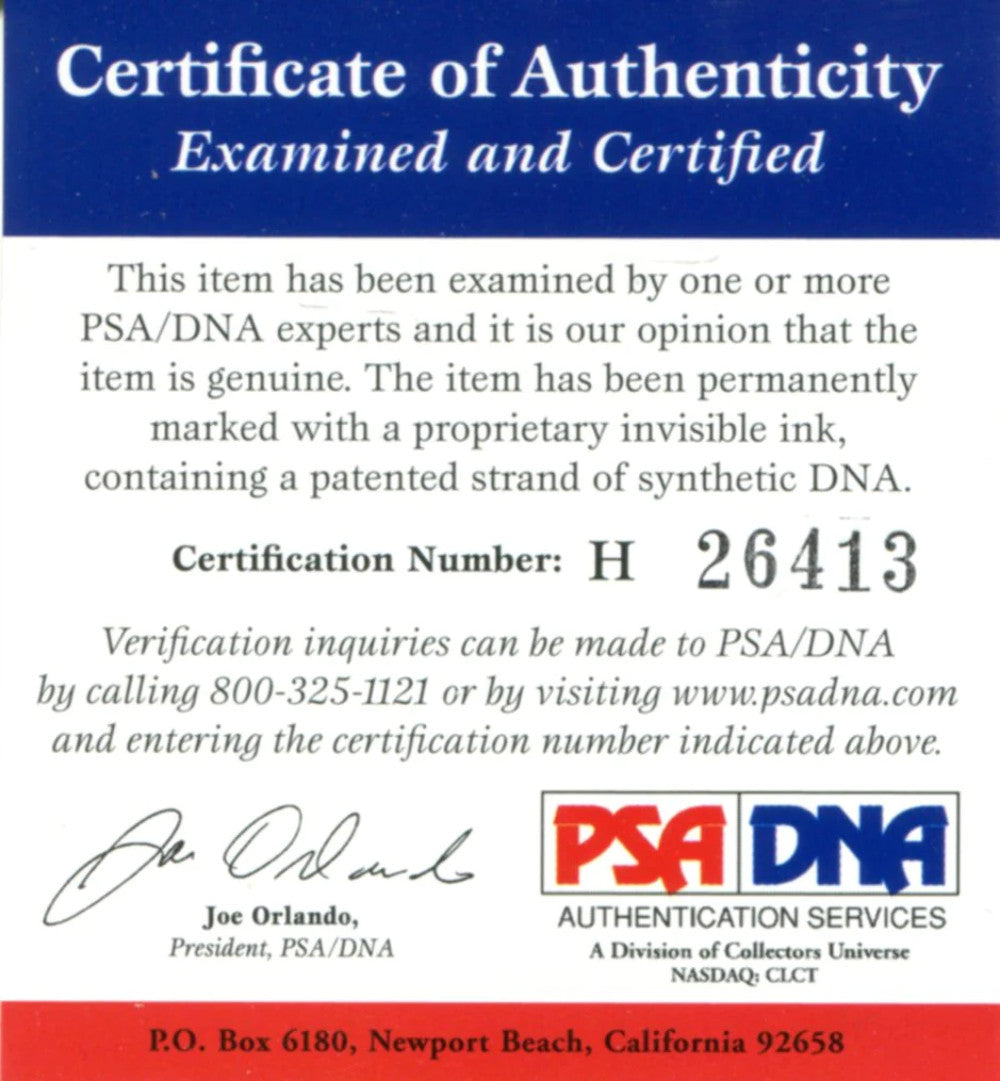 Certificate of Authenticity
Examined and Certified
This item has been examined by one or more
PSA/DNA experts and it is our opinion that the
item is genuine. The item has been permanently
marked with a proprietary invisible ink,
containing a patented strand of synthetic DNA.
Certification Number: H 26413
Verification inquiries can be made to PSA/DNA
by calling 800-325-1121 or by visiting www.psadna.com
and entering the certification number indicated above.
Joe Orlando
Joe Orlando,
President, PSA/DNA
PSA DNA
AUTHENTICATION SERVICES
A Division of Collectors Universe
NASDAQ: CLCT
P.O. Box 6180, Newport Beach, California 92658